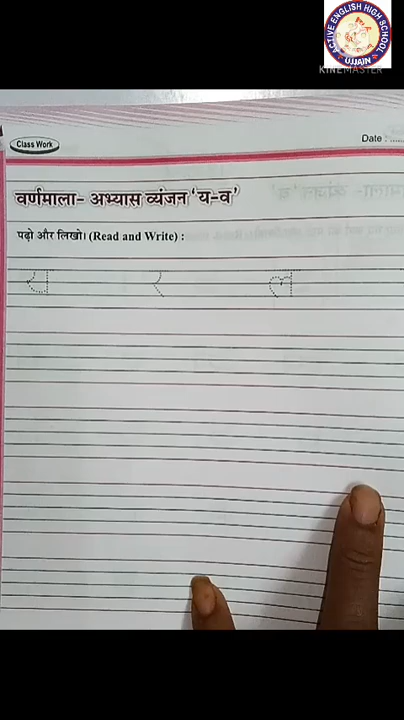 ACTIVE ENGLISH HIGH SCHOOL
UJJAIN
KINEMASTER
Class Work
Date : ......
वर्णमाला- अभ्यास व्यंजन 'य-व'
पढ़ो और लिखो। (Read and Write) :
य र ल